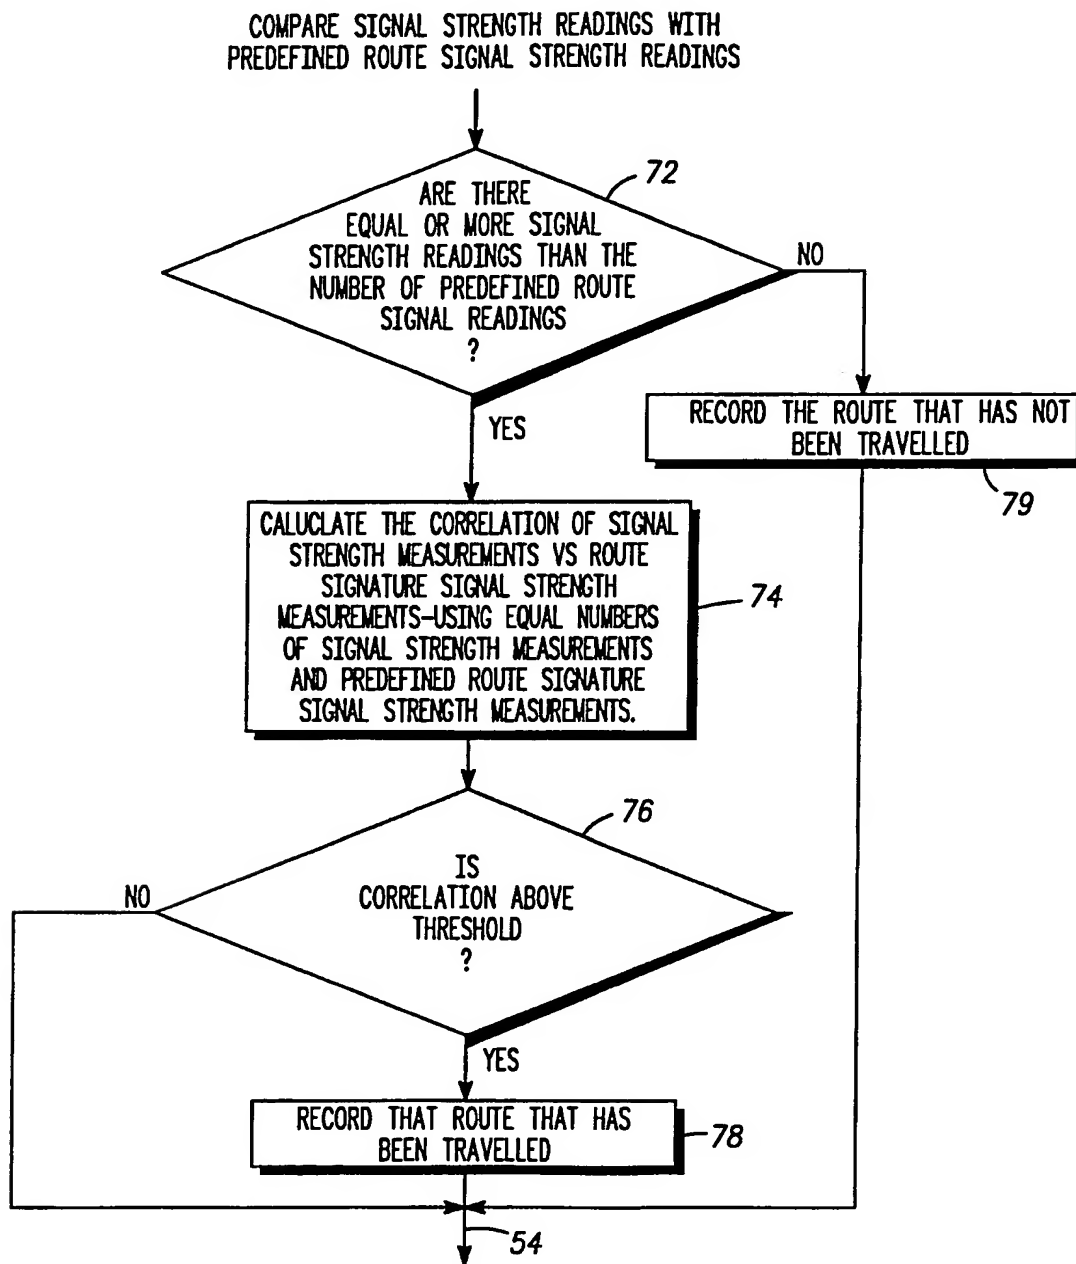 COMPARE SIGNAL STRENGTH READINGS WITH
PREDEFINED ROUTE SIGNAL STRENGTH READINGS
72
ARE THERE
EQUAL OR MORE SIGNAL
STRENGTH READINGS THAN THE
NUMBER OF PREDEFINED ROUTE
SIGNAL READINGS
?
NO
YES
RECORD THE ROUTE THAT HAS NOT
BEEN TRAVELLED
79
CALUCLATE THE CORRELATION OF SIGNAL
STRENGTH MEASUREMENTS VS ROUTE
SIGNATURE SIGNAL STRENGTH
MEASUREMENTS-USING EQUAL NUMBERS
OF SIGNAL STRENGTH MEASUREMENTS
AND PREDEFINED ROUTE SIGNATURE
SIGNAL STRENGTH MEASUREMENTS.
74
76
IS
CORRELATION ABOVE
THRESHOLD
?
NO
YES
RECORD THAT ROUTE THAT HAS
BEEN TRAVELLED
78
54